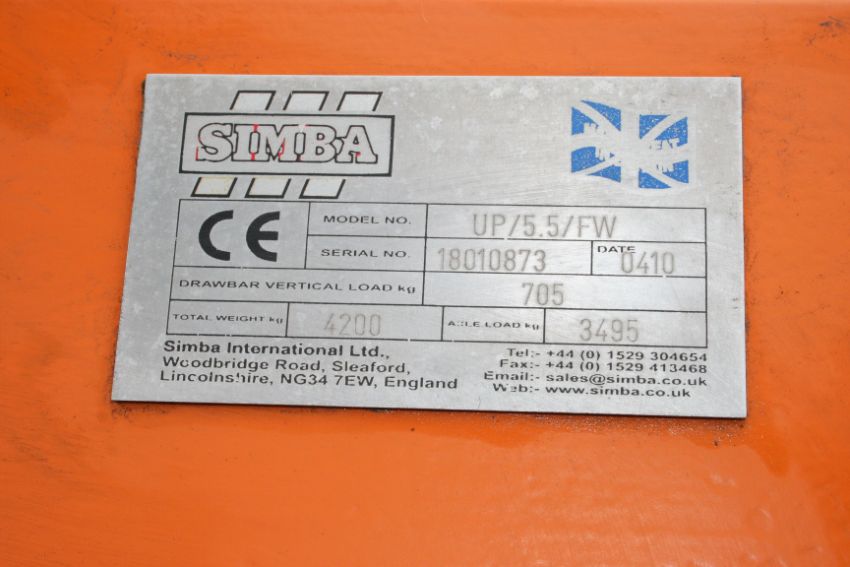 SIMBA
CE
MODEL NO. UP/5.5/FW
SERIAL NO. 18010873 DATE 0410
DRAWBAR VERTICAL LOAD kg 705
TOTAL WEIGHT kg 4200 LOAD kg 3495
Simba International Ltd.,
Woodbridge Road, Sleaford,
Lincolnshire, NG34 7EW, England
Tel:- +44 (0) 1529 304654
Fax:- +44 (0) 1529 413468
Email:- sales@simba.co.uk
Web:- www.simba.co.uk